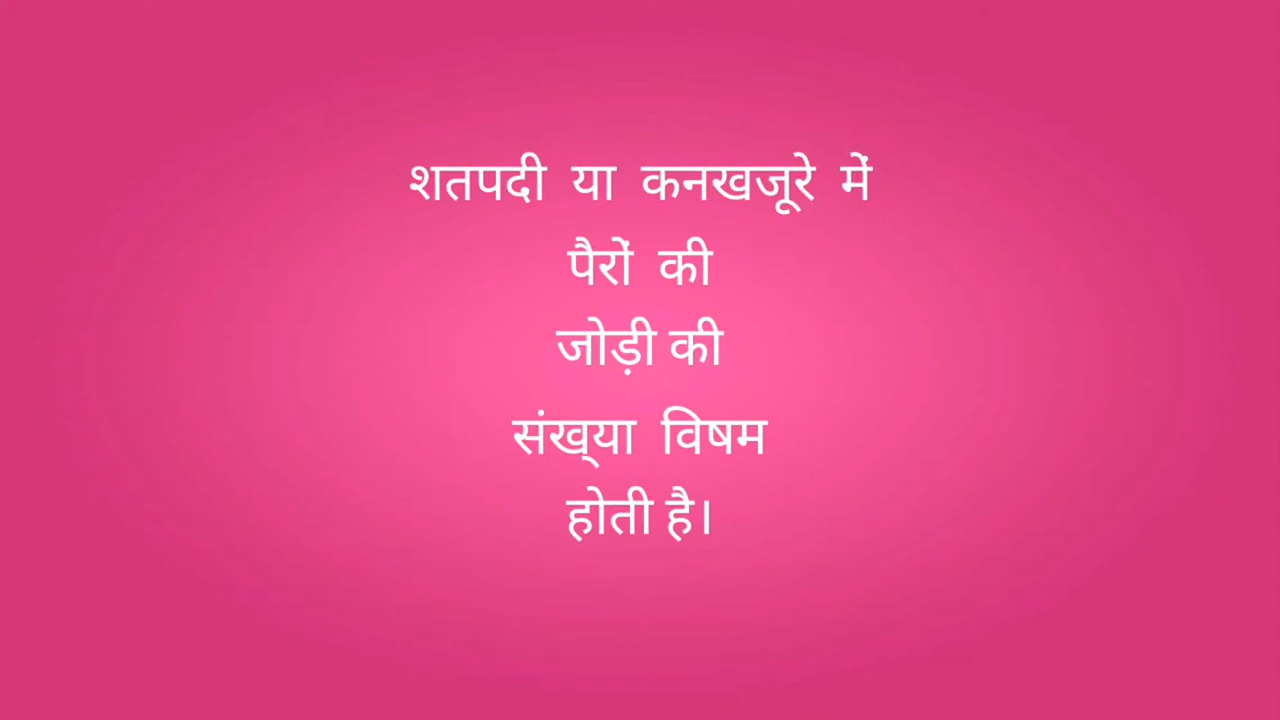 शतपदी या कनखजूरे में
पैरों की
जोड़ी की
संख्या विषम
होती है।